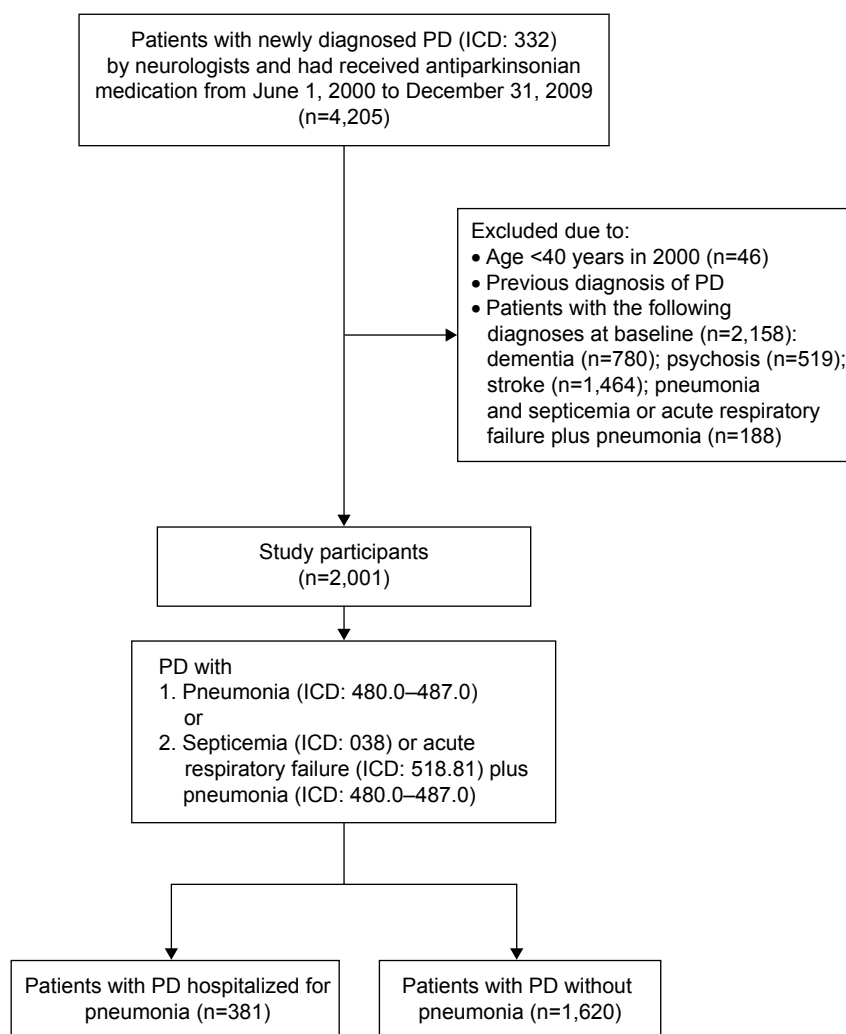 Patients with newly diagnosed PD (ICD: 332)
by neurologists and had received antiparkinsonian
medication from June 1, 2000 to December 31, 2009
(n=4,205)
Excluded due to:
• Age <40 years in 2000 (n=46)
• Previous diagnosis of PD
• Patients with the following
diagnoses at baseline (n=2,158):
dementia (n=780); psychosis (n=519);
stroke (n=1,464); pneumonia
and septicemia or acute respiratory
failure plus pneumonia (n=188)
Study participants
(n=2,001)
PD with
1. Pneumonia (ICD: 480.0–487.0)
or
2. Septicemia (ICD: 038) or acute
respiratory failure (ICD: 518.81) plus
pneumonia (ICD: 480.0–487.0)
Patients with PD hospitalized for
pneumonia (n=381)
Patients with PD without
pneumonia (n=1,620)